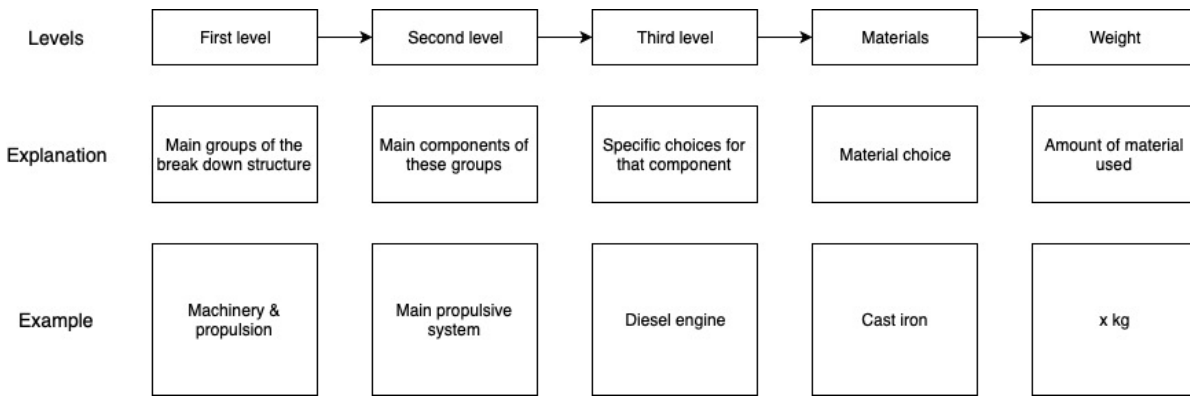 Levels
First level
Second level
Third level
Materials
Weight
Explanation
Main groups of the
break down structure
Main components of
these groups
Specific choices for
that component
Material choice
Amount of material
used
Example
Machinery &
propulsion
Main propulsive
system
Diesel engine
Cast iron
x kg